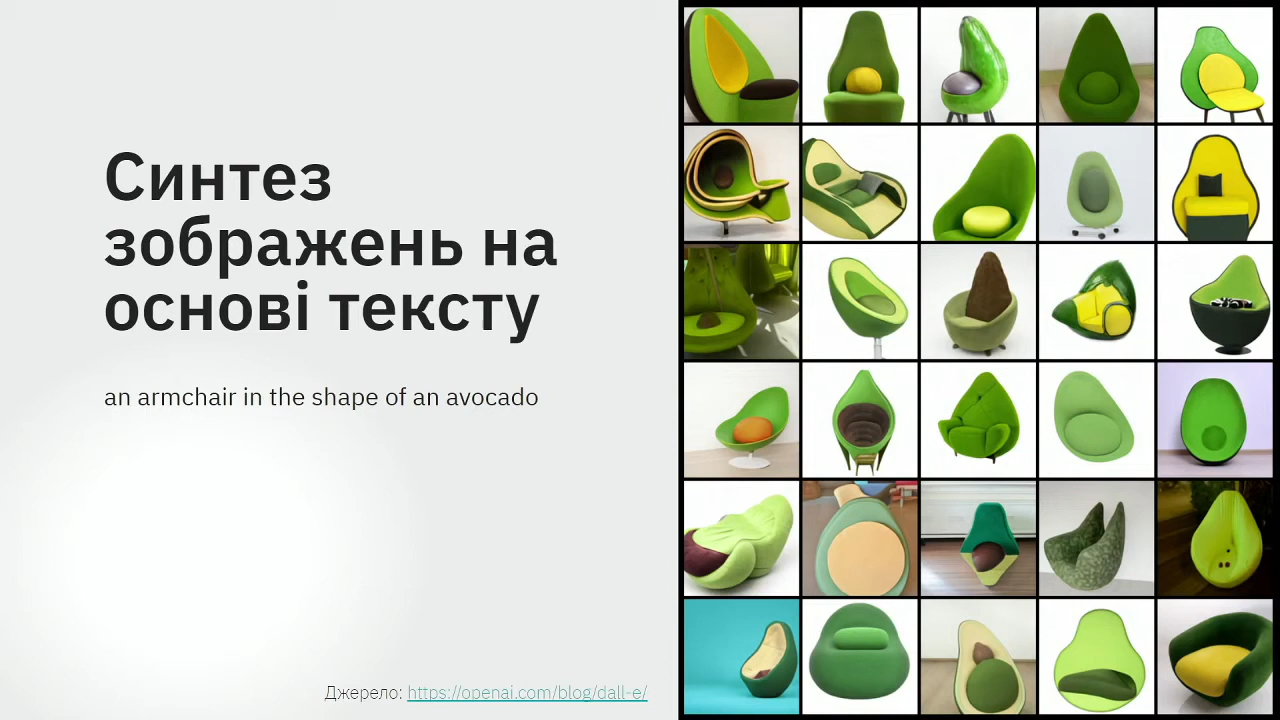 Синтез
зображень на
основі тексту
an armchair in the shape of an avocado
Джерело: https://openai.com/blog/dall-e/